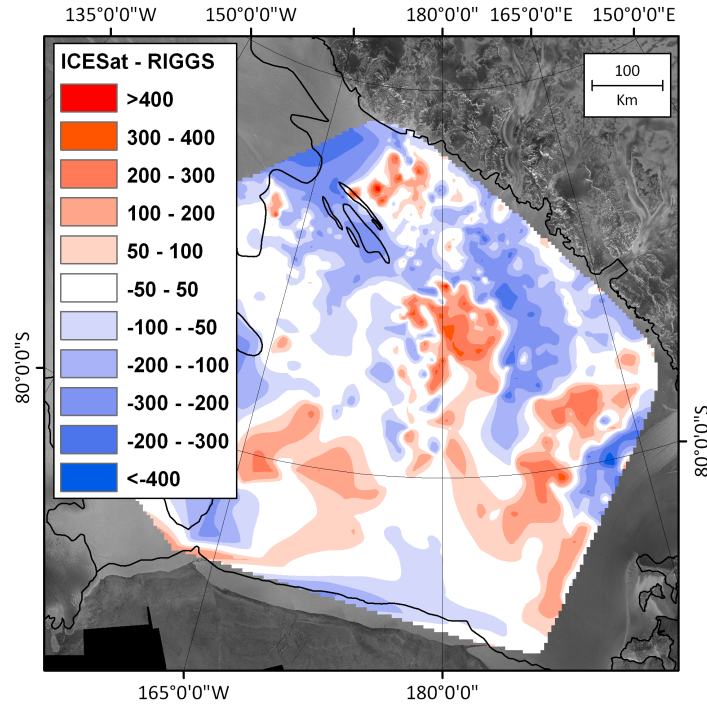 135°0'0"W
150°0'0"W
180°0'0"
165°0'0"E
150°0'0"E
ICESat - RIGGS
>400
300 - 400
200 - 300
100 - 200
50 - 100
-50 - 50
-100 - -50
-200 - -100
-300 - -200
-200 - -300
<-400
100
Km
80°0'0"S
80°0'0"S
165°0'0"W
180°0'0"